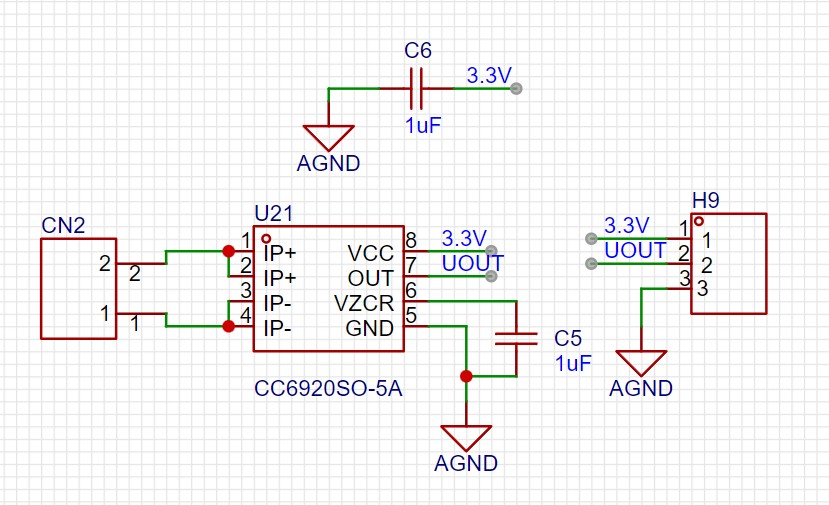 C6
3.3V
1uF
AGND
CN2
2
2
1
1
U21
1 IP+ VCC 8 3.3V
2 IP+ OUT 7 UOUT
3 IP- VZCR 6
4 IP- GND 5
CC6920SO-5A
C5
1uF
AGND
H9
3.3V 1 1
UOUT 2 2
3 3
AGND